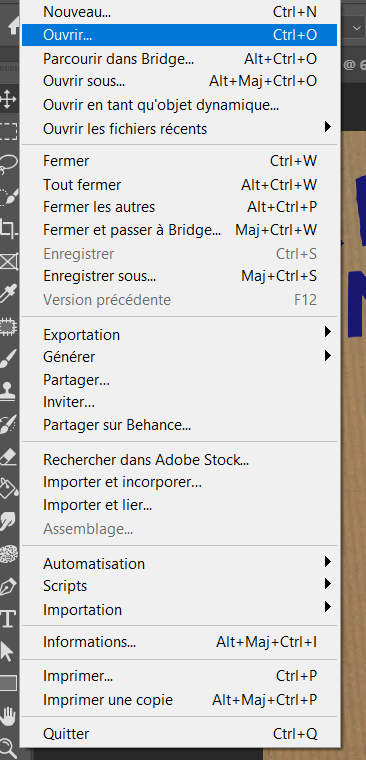 Nouveau... Ctrl+N
Ouvrir... Ctrl+O
Parcourir dans Bridge... Alt+Ctrl+O
Ouvrir sous... Alt+Maj+Ctrl+O
Ouvrir en tant qu'objet dynamique...
Ouvrir les fichiers récents
Fermer Ctrl+W
Tout fermer Alt+Ctrl+W
Fermer les autres Alt+Ctrl+P
Fermer et passer à Bridge... Maj+Ctrl+W
Enregistrer Ctrl+S
Enregistrer sous... Maj+Ctrl+S
Version précédente F12
Exportation
Générer
Partager...
Inviter...
Partager sur Behance...
Rechercher dans Adobe Stock...
Importer et incorporer...
Importer et lier...
Assemblage...
Automatisation
Scripts
Importation
Informations... Alt+Maj+Ctrl+I
Imprimer... Ctrl+P
Imprimer une copie Alt+Maj+Ctrl+P
Quitter Ctrl+Q